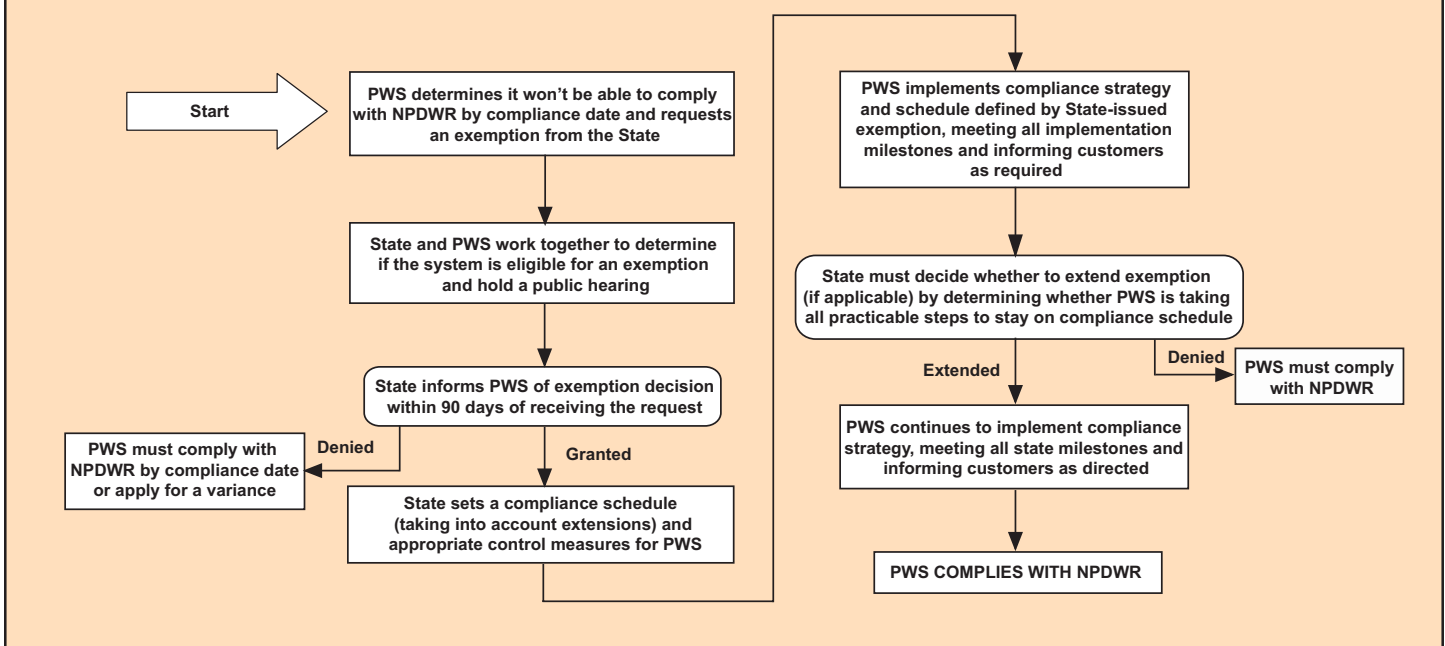 Start
PWS determines it won't be able to comply
with NPDWR by compliance date and requests
an exemption from the State
State and PWS work together to determine
if the system is eligible for an exemption
and hold a public hearing
State informs PWS of exemption decision
within 90 days of receiving the request
Denied
PWS must comply with
NPDWR by compliance date
or apply for a variance
Granted
State sets a compliance schedule
(taking into account extensions) and
appropriate control measures for PWS
PWS implements compliance strategy
and schedule defined by State-issued
exemption, meeting all implementation
milestones and informing customers
as required
State must decide whether to extend exemption
(if applicable) by determining whether PWS is taking
all practicable steps to stay on compliance schedule
Denied
PWS must comply
with NPDWR
Extended
PWS continues to implement compliance
strategy, meeting all state milestones and
informing customers as directed
PWS COMPLIES WITH NPDWR